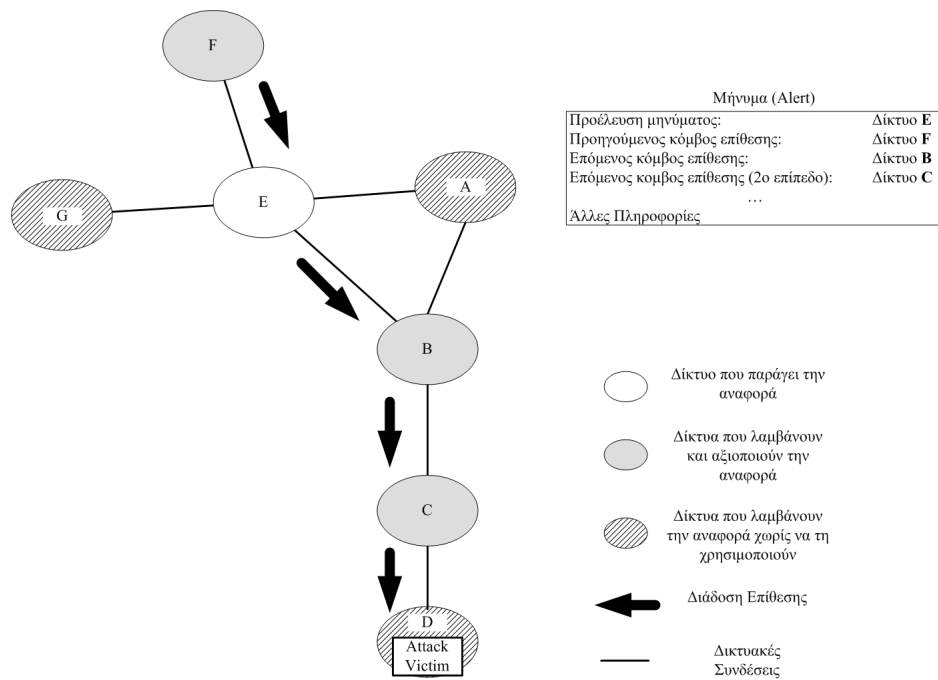 F
Μήνυμα (Alert)
Προέλευση μηνύματος: Δίκτυο E
Προηγούμενος κόμβος επίθεσης: Δίκτυο F
Επόμενος κόμβος επίθεσης: Δίκτυο B
Επόμενος κομβος επίθεσης (2ο επίπεδο): Δίκτυο C
…
Άλλες Πληροφορίες
A
E
G
B
Δίκτυο που παράγει την
αναφορά
Δίκτυα που λαμβάνουν
και αξιοποιούν την
αναφορά
C
Δίκτυα που λαμβάνουν
την αναφορά χωρίς να τη
χρησιμοποιούν
Διάδοση Επίθεσης
D
Attack
Victim
Δικτυακές
Συνδέσεις